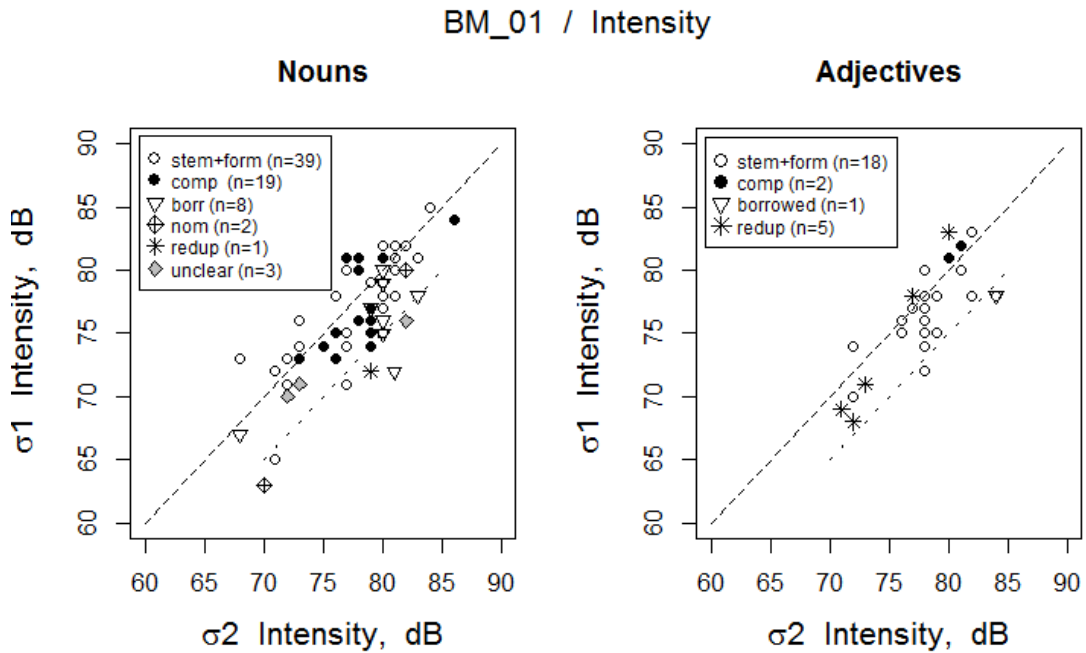 BM_01 / Intensity
Nouns
stem+form (n=39)
comp (n=19)
borr (n=8)
nom (n=2)
redup (n=1)
unclear (n=3)
90
85
80
75
70
65
60
σ1 Intensity, dB
60 65 70 75 80 85 90
σ2 Intensity, dB
Adjectives
stem+form (n=18)
comp (n=2)
borrowed (n=1)
redup (n=5)
90
85
80
75
70
65
60
σ1 Intensity, dB
60 65 70 75 80 85 90
σ2 Intensity, dB